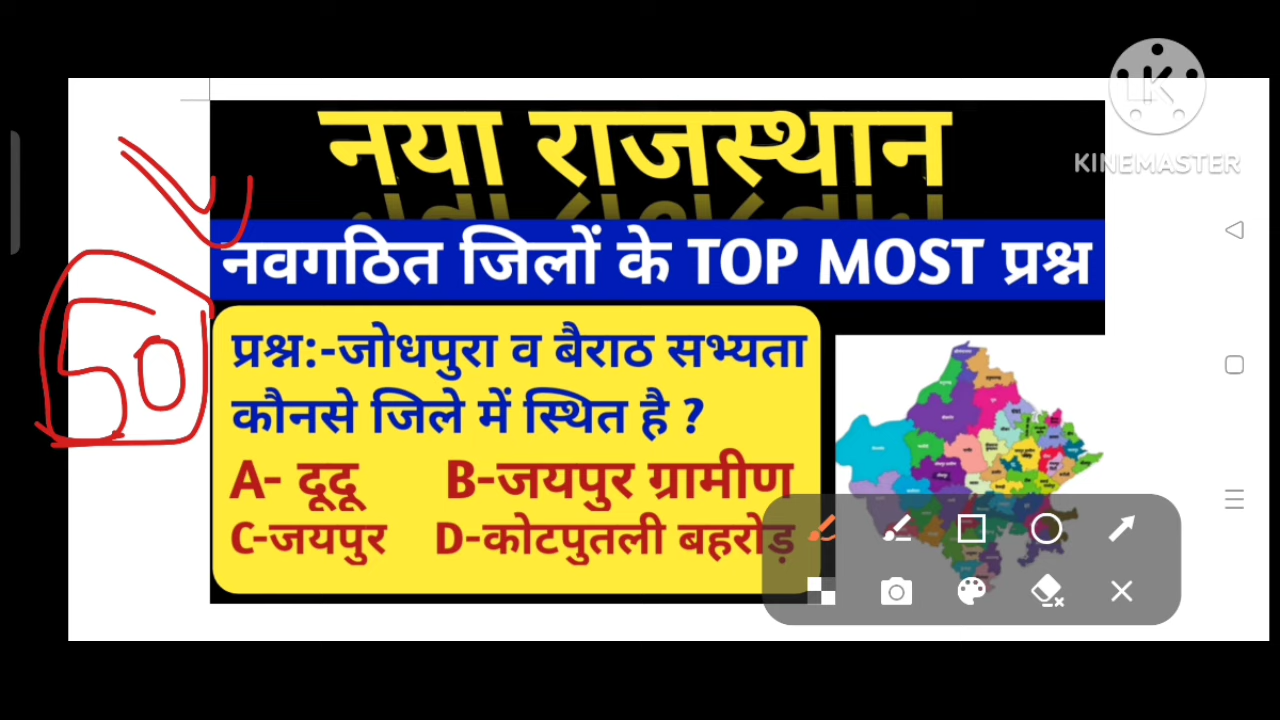 नया राजस्थान
KINEMASTER
नवगठित जिलों के TOP MOST प्रश्न
50
प्रश्न:-जोधपुरा व बैराठ सभ्यता
कौनसे जिले में स्थित है ?
A- दूदू B-जयपुर ग्रामीण
C-जयपुर D-कोटपुतली बहरोड़